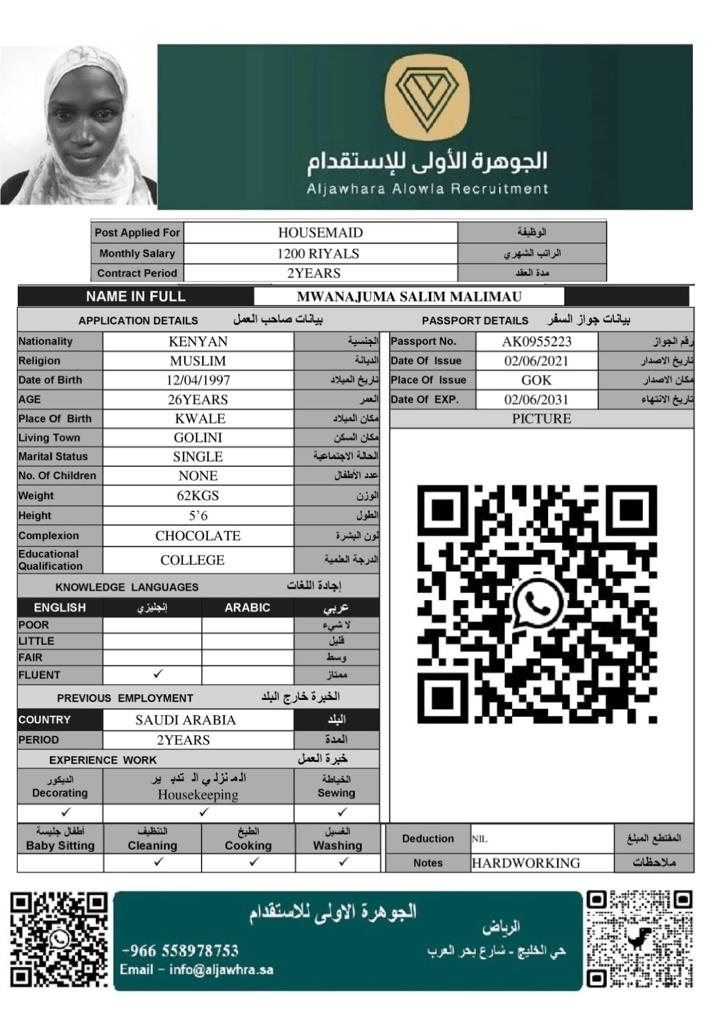 الجوهرة الأولى للإستقدام
Aljawhara Alowla Recruitment
Post Applied For HOUSEMAID الوظيفة
Monthly Salary 1200 RIYALS الراتب الشهري
Contract Period 2YEARS مدة العقد
NAME IN FULL MWANAJUMA SALIM MALIMAU
APPLICATION DETAILS بيانات صاحب العمل
Nationality KENYAN الجنسية
Religion MUSLIM الديانة
Date of Birth 12/04/1997 تاريخ الميلاد
AGE 26YEARS العمر
Place Of Birth KWALE مكان الميلاد
Living Town GOLINI مكان السكن
Marital Status SINGLE الحالة الاجتماعية
No. Of Children NONE عدد الأطفال
Weight 62KGS الوزن
Height 5’6 الطول
Complexion CHOCOLATE لون البشرة
Educational
Qualification COLLEGE الدرجة العلمية
KNOWLEDGE LANGUAGES إجادة اللغات
ENGLISH إنجليزي ARABIC عربي
POOR لا شيء
LITTLE قليل
FAIR وسط
FLUENT ✓ ممتاز
PREVIOUS EMPLOYMENT الخبرة خارج البلد
COUNTRY SAUDI ARABIA البلد
PERIOD 2YEARS المدة
EXPERIENCE WORK خبرة العمل
الديكور المنزلي التدبير الخياطة
Decorating Housekeeping Sewing
✓ ✓ ✓
أطفال جليسة التنظيف الطبخ الغسيل
Baby Sitting Cleaning Cooking Washing
✓ ✓ ✓
PASSPORT DETAILS بيانات جواز السفر
Passport No. AK0955223 رقم الجواز
Date Of Issue 02/06/2021 تاريخ الاصدار
Place Of Issue GOK مكان الاصدار
Date Of EXP. 02/06/2031 تاريخ الانتهاء
PICTURE
Deduction NIL المقتطع المبلغ
Notes HARDWORKING ملاحظات
الجوهرة الاولى للاستقدام
الرياض
حي الخليج - شارع بحر العرب
+966 558978753
Email – info@aljawhra.sa